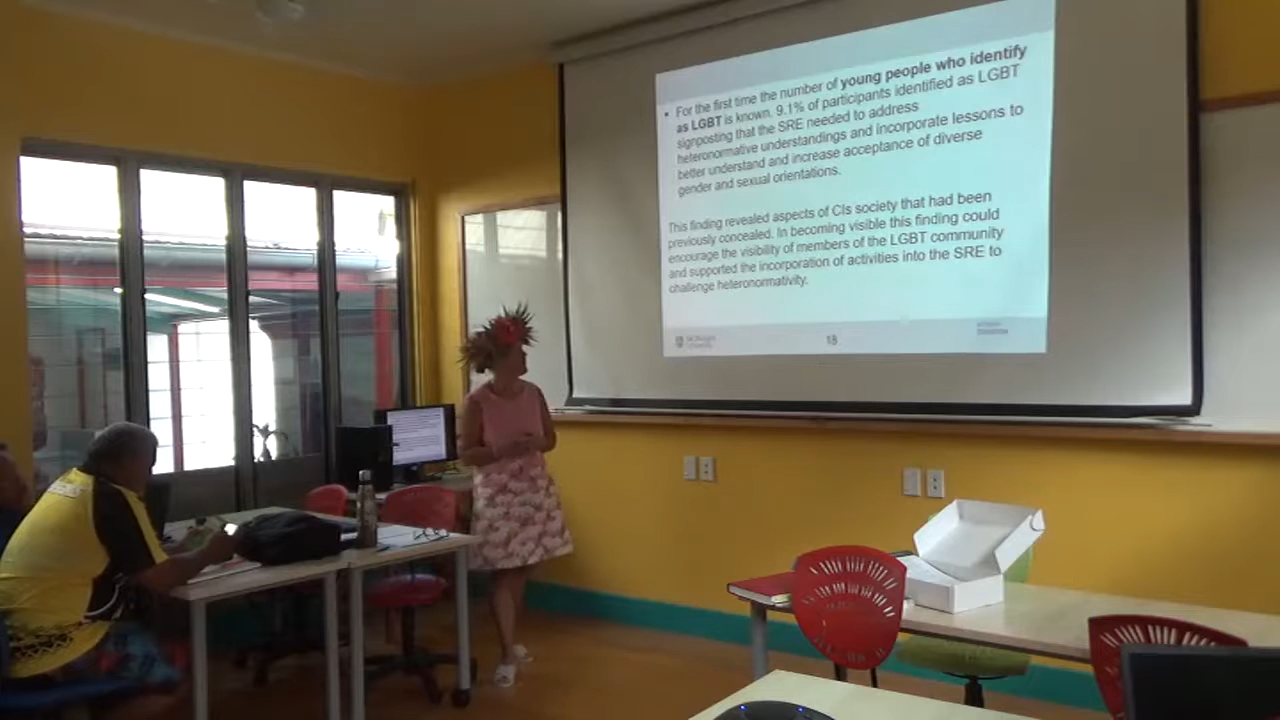 • For the first time the number of young people who identify
as LGBT is known. 9.1% of participants identified as LGBT
signposting that the SRE needed to address
heteronormative understandings and incorporate lessons to
better understand and increase acceptance of diverse
gender and sexual orientations.
This finding revealed aspects of CIs society that had been
previously concealed. In becoming visible this finding could
encourage the visibility of members of the LGBT community
and supported the incorporation of activities into the SRE to
challenge heteronormativity.
18